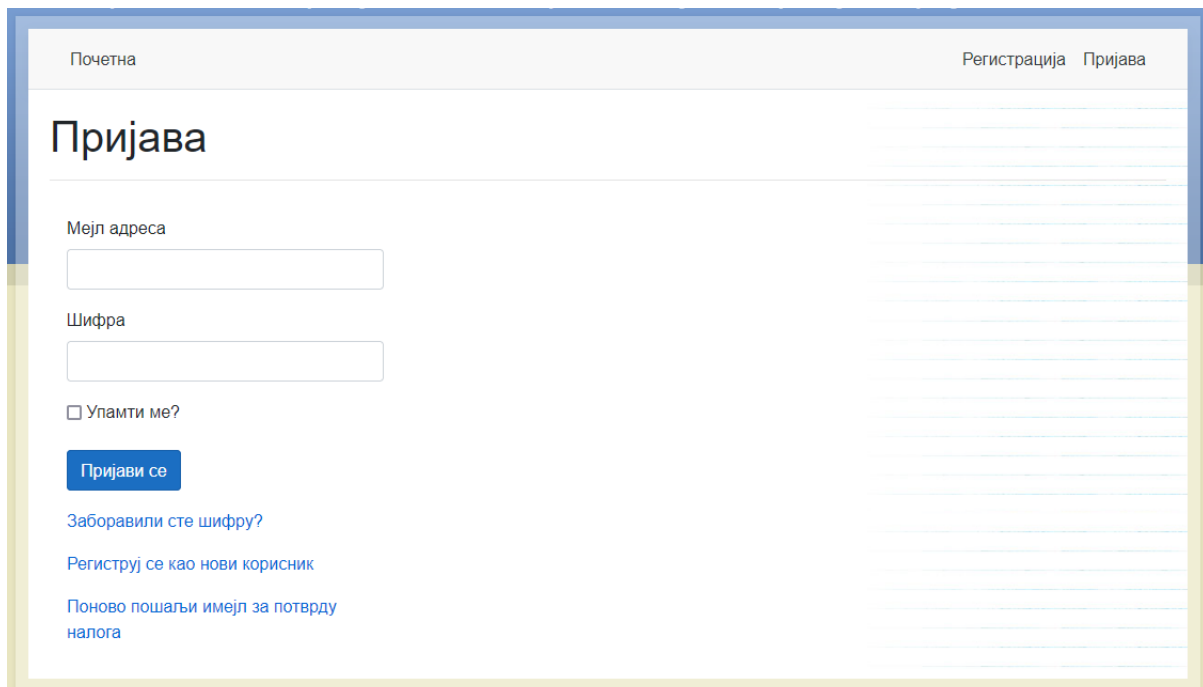 Почетна
Регистрација Пријава
Пријава
Мејл адреса
Шифра
Упамти ме?
Пријави се
Заборавили сте шифру?
Региструј се као нови корисник
Поново пошаљи имејл за потврду
налога